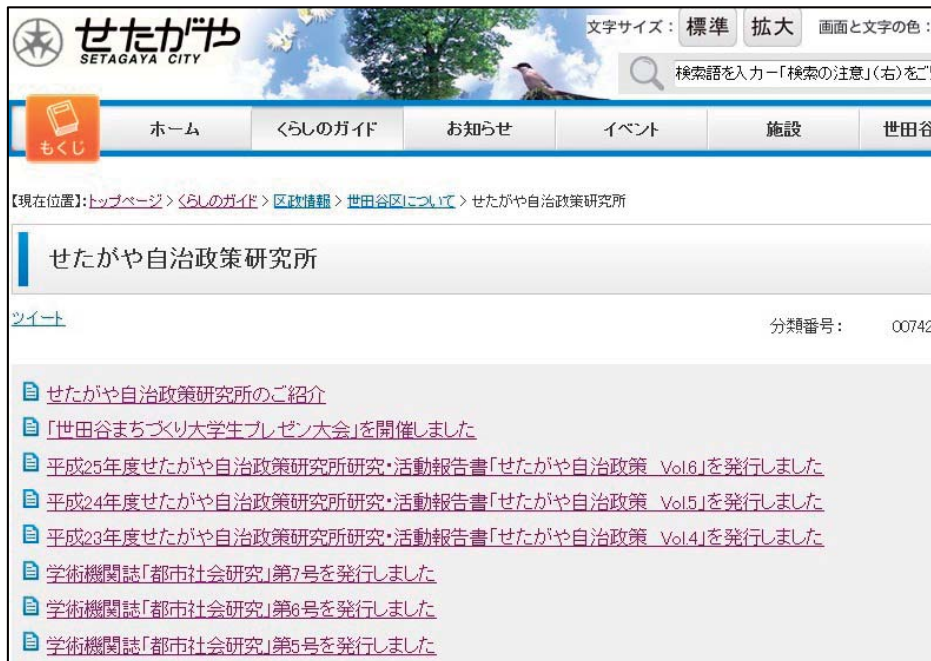 せたがや
SETAGAYA CITY
文字サイズ： 標準 拡大 画面と文字の色：
検索語を入力ー「検索の注意」(右)をご
もくじ
ホーム くらしのガイド お知らせ イベント 施設 世田谷
【現在位置】:トップページ > くらしのガイド > 区政情報 > 世田谷区について > せたがや自治政策研究所
せたがや自治政策研究所
ツイート
分類番号： 00742
せたがや自治政策研究所のご紹介
「世田谷まちづくり大学生プレゼン大会」を開催しました
平成25年度せたがや自治政策研究所研究・活動報告書「せたがや自治政策 Vol.6」を発行しました
平成24年度せたがや自治政策研究所研究・活動報告書「せたがや自治政策 Vol.5」を発行しました
平成23年度せたがや自治政策研究所研究・活動報告書「せたがや自治政策 Vol.4」を発行しました
学術機関誌「都市社会研究」第7号を発行しました
学術機関誌「都市社会研究」第6号を発行しました
学術機関誌「都市社会研究」第5号を発行しました